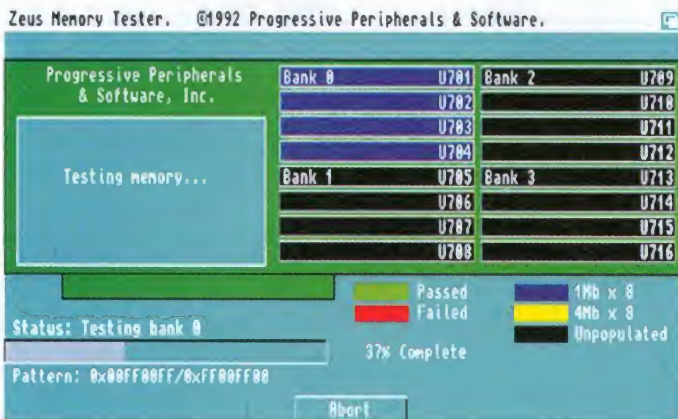 Zeus Memory Tester. ©1992 Progressive Peripherals & Software.
Progressive Peripherals
& Software, Inc.
Testing memory...
Bank 0 U701
U702
U703
U704
Bank 1 U705
U706
U707
U708
Bank 2 U709
U710
U711
U712
Bank 3 U713
U714
U715
U716
Passed
Failed
1Mb x 8
4Mb x 8
Unpopulated
Status: Testing bank 0
37% Complete
Pattern: 0x00FF00FF/0xFF00FF00
Abort